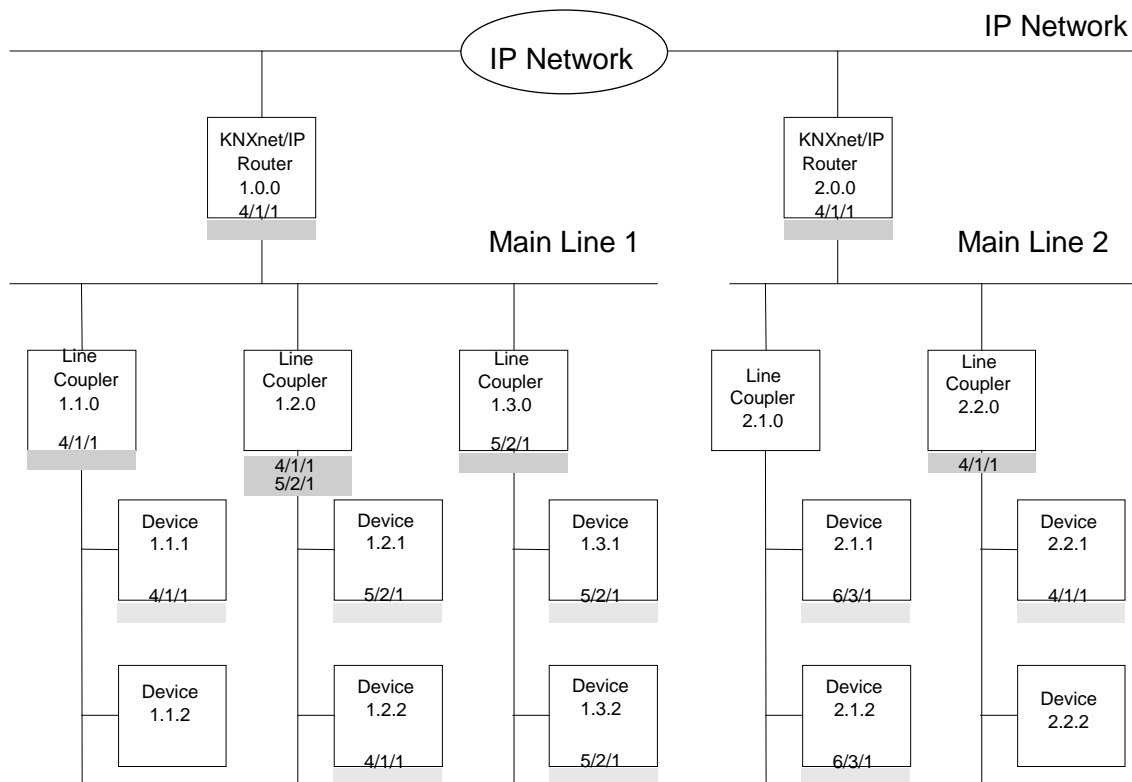 IP Network
IP Network
KNXnet/IP
Router
1.0.0
4/1/1
KNXnet/IP
Router
2.0.0
4/1/1
Main Line 1
Main Line 2
Line
Coupler
1.1.0
4/1/1
Line
Coupler
1.2.0
4/1/1
5/2/1
Line
Coupler
1.3.0
5/2/1
Line
Coupler
2.1.0
Line
Coupler
2.2.0
4/1/1
Device
1.1.1
4/1/1
Device
1.2.1
5/2/1
Device
1.3.1
5/2/1
Device
2.1.1
6/3/1
Device
2.2.1
4/1/1
Device
1.1.2
Device
1.2.2
4/1/1
Device
1.3.2
5/2/1
Device
2.1.2
6/3/1
Device
2.2.2